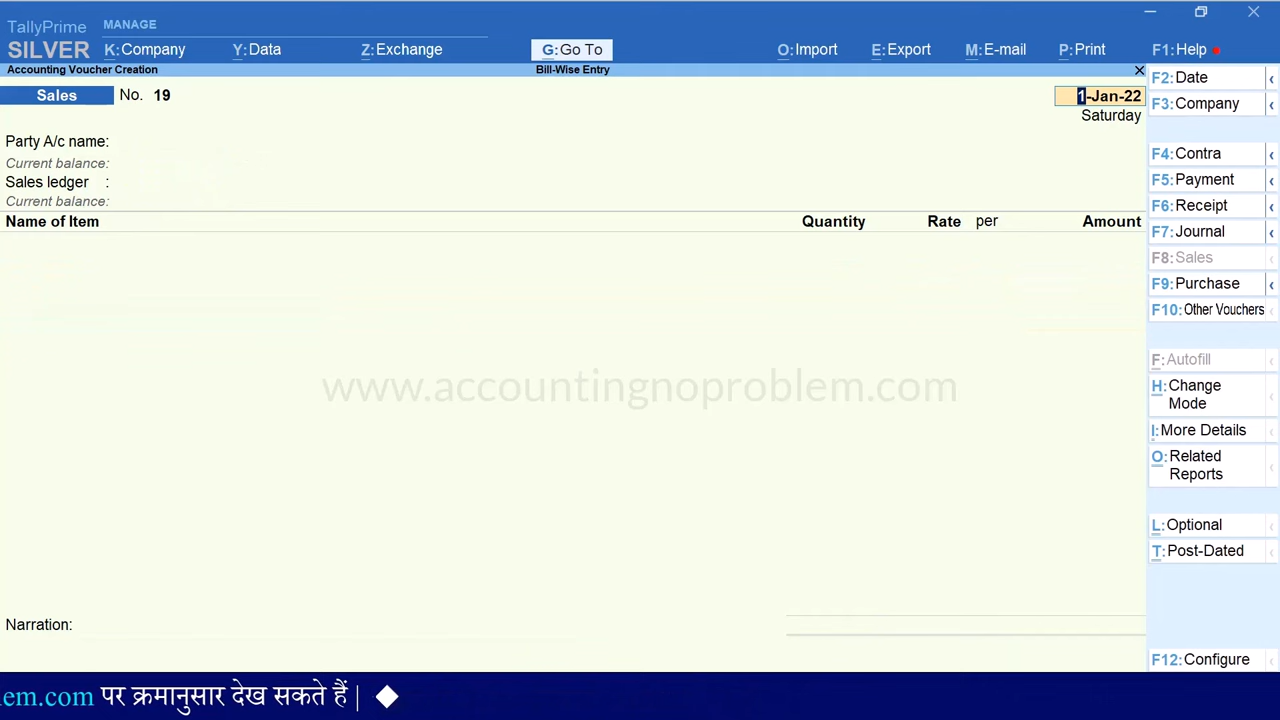 TallyPrime MANAGE
SILVER K:Company Y:Data Z:Exchange G:Go To O:Import E:Export M:E-mail P:Print F1:Help
Accounting Voucher Creation Bill-Wise Entry
Sales No. 19 1-Jan-22
Saturday
Party A/c name:
Current balance:
Sales ledger :
Current balance:
Name of Item Quantity Rate per Amount
www.accountingnoproblem.com
Narration:
F2:Date
F3:Company
F4:Contra
F5:Payment
F6:Receipt
F7:Journal
F8:Sales
F9:Purchase
F10:Other Vouchers
F:Autofill
H:Change
Mode
I:More Details
O:Related
Reports
L:Optional
T:Post-Dated
F12:Configure
lem.com पर क्रमानुसार देख सकते हैं |